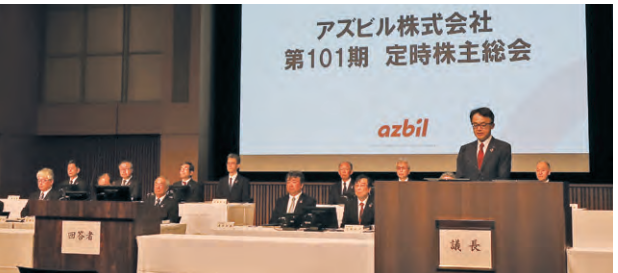 アズビル株式会社
第101期 定時株主総会
azbil
回答者
議長